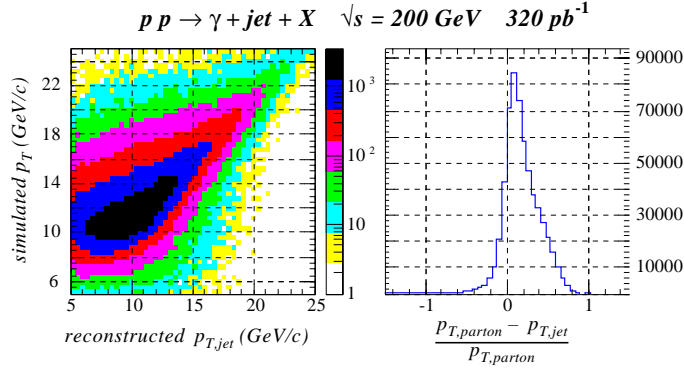 p p → γ + jet + X √s = 200 GeV 320 pb⁻¹
simulated p_T (GeV/c)
22
18
14
10
6
5 10 15 20 25
reconstructed p_T,jet (GeV/c)
10³
10²
10
1
90000
70000
50000
30000
10000
-1 0 1
p_T,parton − p_T,jet
p_T,parton